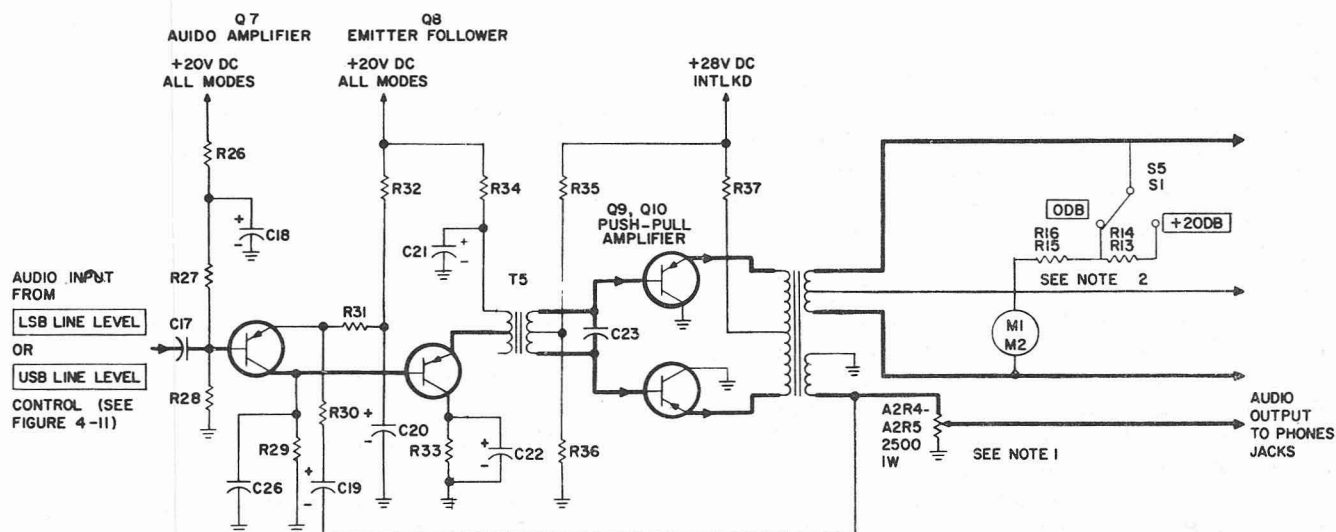 Q7
AUIDO AMPLIFIER
+20V DC
ALL MODES
Q8
EMITTER FOLLOWER
+20V DC
ALL MODES
+28V DC
INTLKD
R26
C18
R27
R32
R34
C21
R35
R37
Q9, Q10
PUSH-PULL
AMPLIFIER
S5
S1
0DB
+20DB
R16
R15
R14
R13
SEE NOTE 2
T5
C23
M1
M2
AUDIO INPUT
FROM
LSB LINE LEVEL
OR
USB LINE LEVEL
CONTROL (SEE
FIGURE 4-11)
C17
R28
R31
R30
R29
C26
C19
+
-
C20
R33
C22
R36
A2R4-
A2R5
2500
1W
SEE NOTE 1
AUDIO
OUTPUT
TO PHONES
JACKS